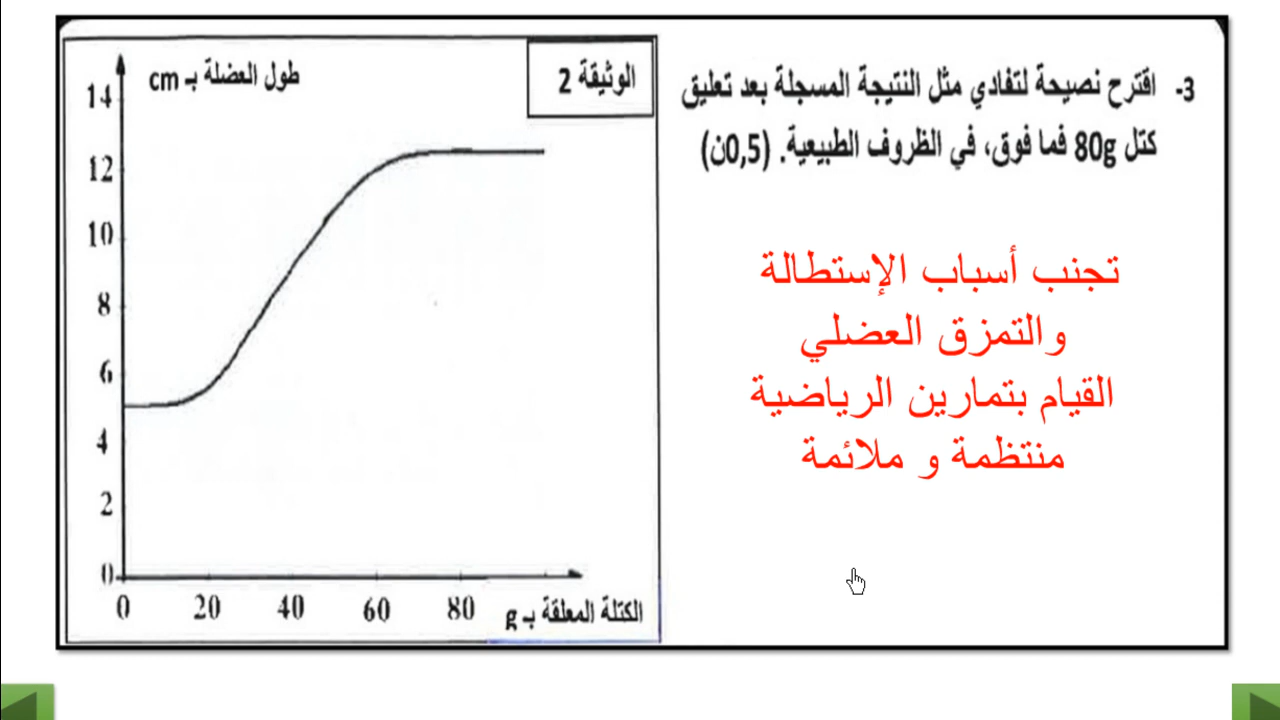 3- اقترح نصيحة لتفادي مثل النتيجة المسجلة بعد تعليق
كتل 80g فما فوق، في الظروف الطبيعية. (0,5ن)
تجنب أسباب الإستطالة
والتمزق العضلي
القيام بتمارين الرياضية
منتظمة و ملائمة
الوثيقة 2
طول العضلة بـ cm
14
12
10
8
6
4
2
0
0 20 40 60 80
الكتلة المعلقة بـ g